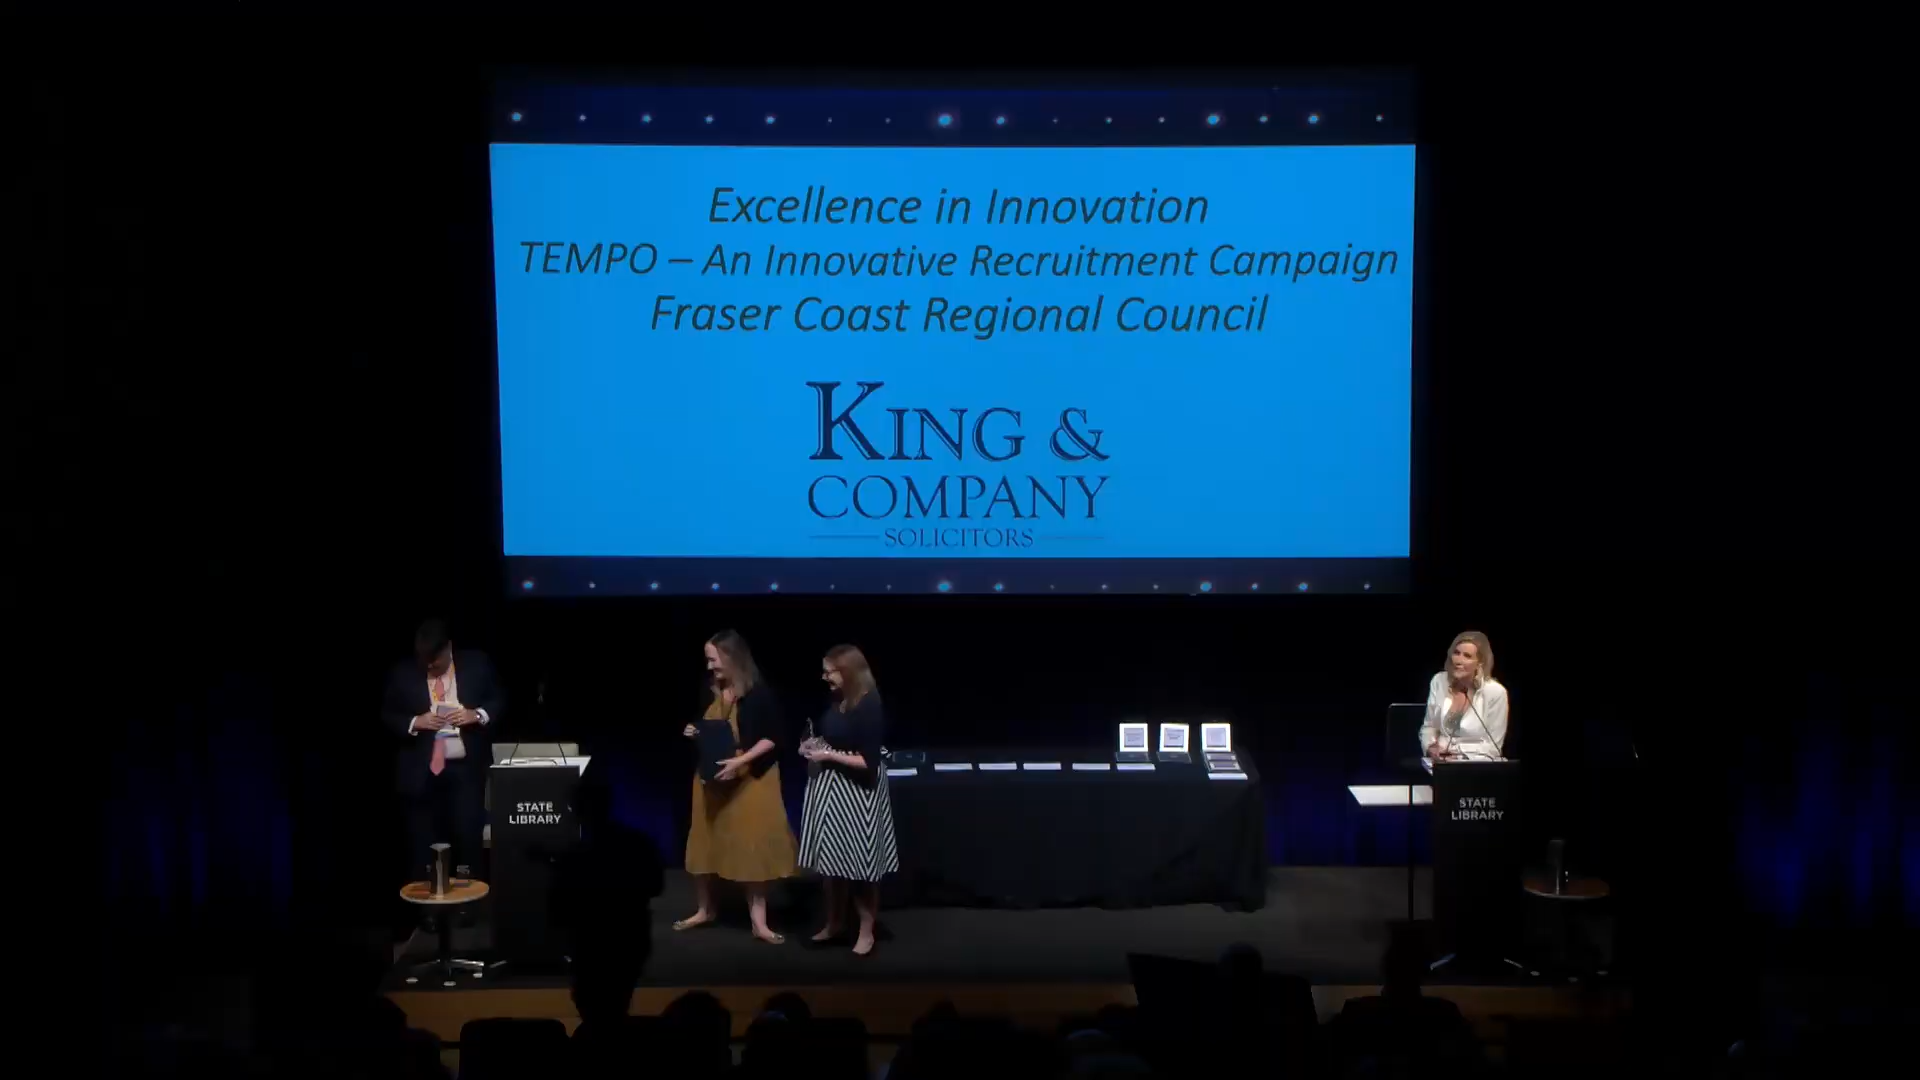 Excellence in Innovation
TEMPO – An Innovative Recruitment Campaign
Fraser Coast Regional Council
KING &
COMPANY
SOLICITORS
STATE
LIBRARY
STATE
LIBRARY